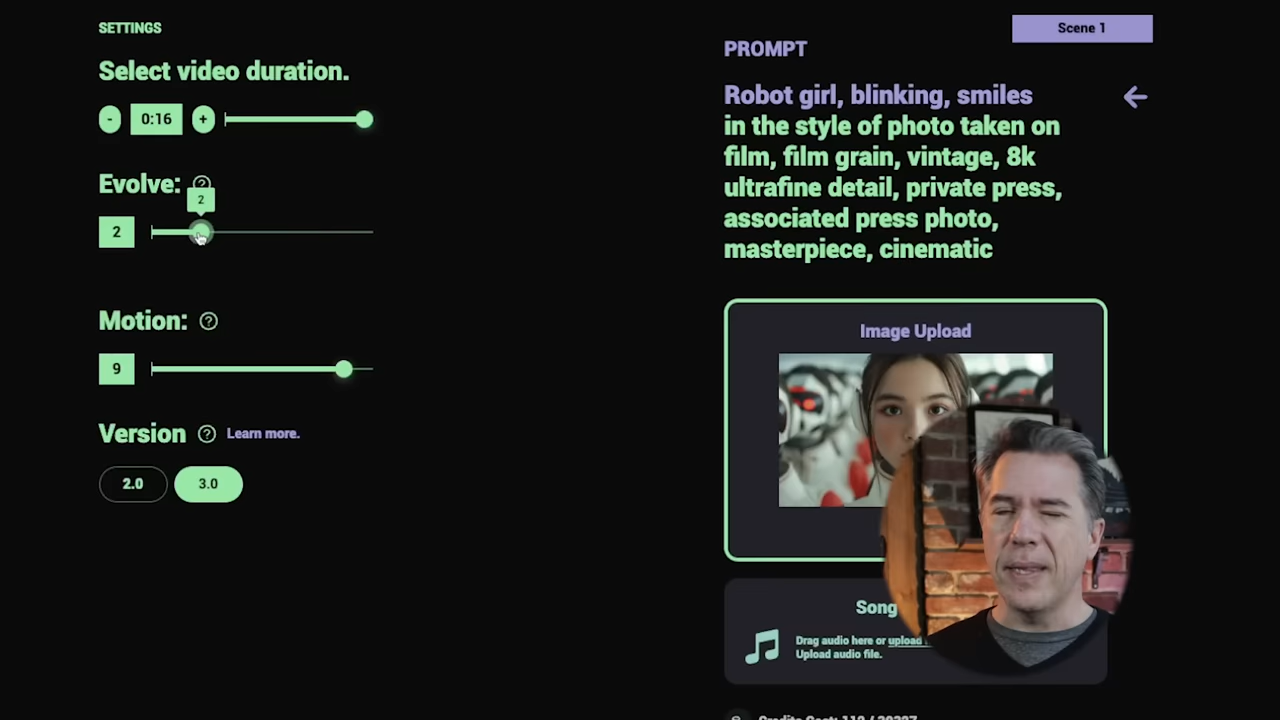 SETTINGS
Select video duration.
- 0:16 +
Evolve: ?
2
2
Motion: ?
9
Version ? Learn more.
2.0 3.0
Scene 1
PROMPT
Robot girl, blinking, smiles
in the style of photo taken on
film, film grain, vintage, 8k
ultrafine detail, private press,
associated press photo,
masterpiece, cinematic
Image Upload
Song
Drag audio here or upload
Upload audio file.